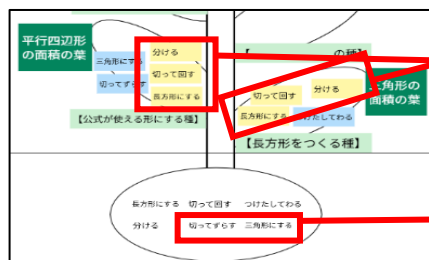 平行四辺形
の面積の葉
三角形にする
分ける
切って回す
切ってずらす
長方形にする
【公式が使える形にする種】
【の種】
分ける
切って回す
長方形にする
つけたしてわる
三角形の
面積の葉
【長方形をつくる種】
長方形にする 切って回す つけたしてわる
分ける 切ってずらす 三角形にする